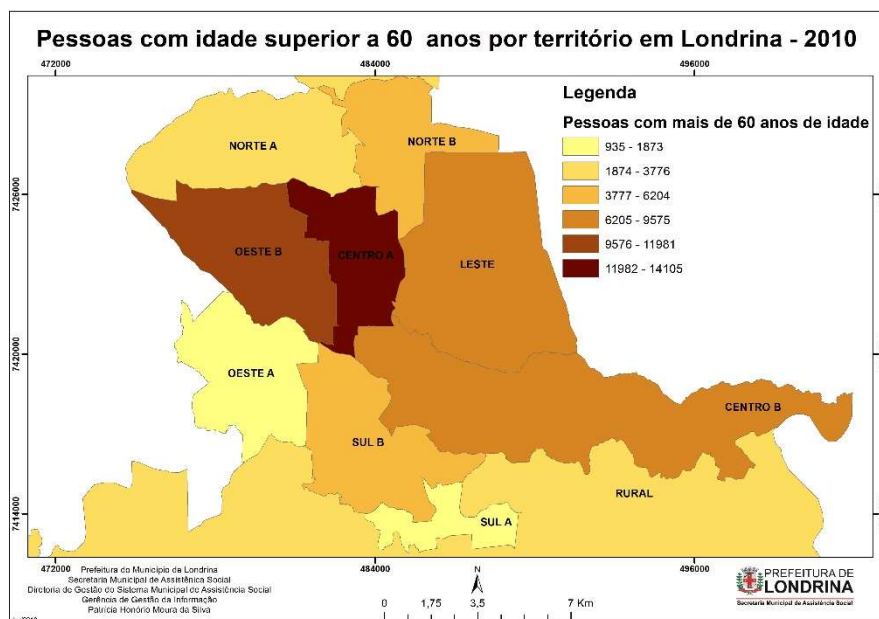 Pessoas com idade superior a 60 anos por território em Londrina - 2010
472000 484000 496000
Legenda
Pessoas com mais de 60 anos de idade
935 - 1873
1874 - 3776
3777 - 6204
6205 - 9575
9576 - 11981
11982 - 14105
NORTE A
NORTE B
7426000
7426000
OESTE B
CENTRO A
LESTE
7420000
7420000
OESTE A
CENTRO B
SUL B
RURAL
7414000
7414000
SUL A
472000 484000 496000
Prefeitura do Município de Londrina
Secretaria Municipal de Assistência Social
Diretoria de Gestão do Sistema Municipal de Assistência Social
Gerência de Gestão da Informação
Patrícia Honório Moura da Silva
N
0 1,75 3,5 7 Km
PREFEITURA DE
LONDRINA
Secretaria Municipal de Assistência Social